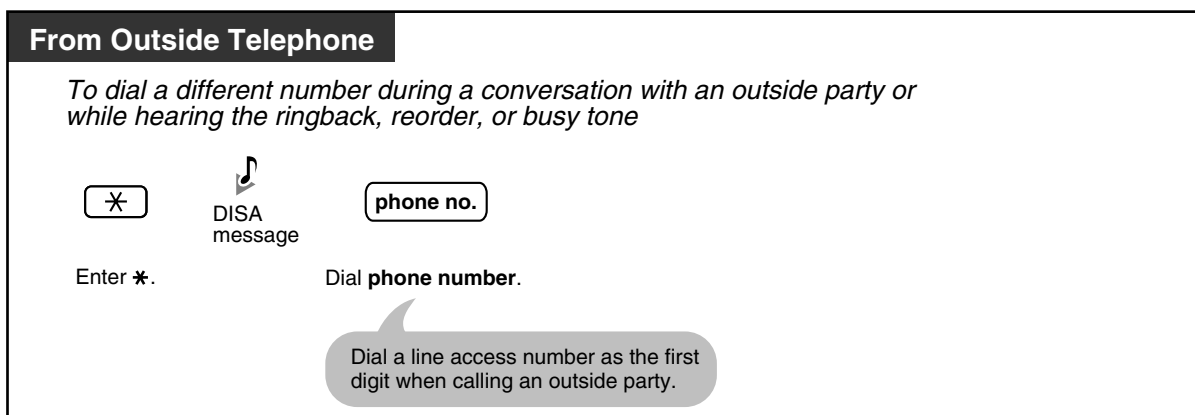 From Outside Telephone
To dial a different number during a conversation with an outside party or
while hearing the ringback, reorder, or busy tone
phone no.
DISA
message
Enter ✱.
Dial phone number.
Dial a line access number as the first
digit when calling an outside party.